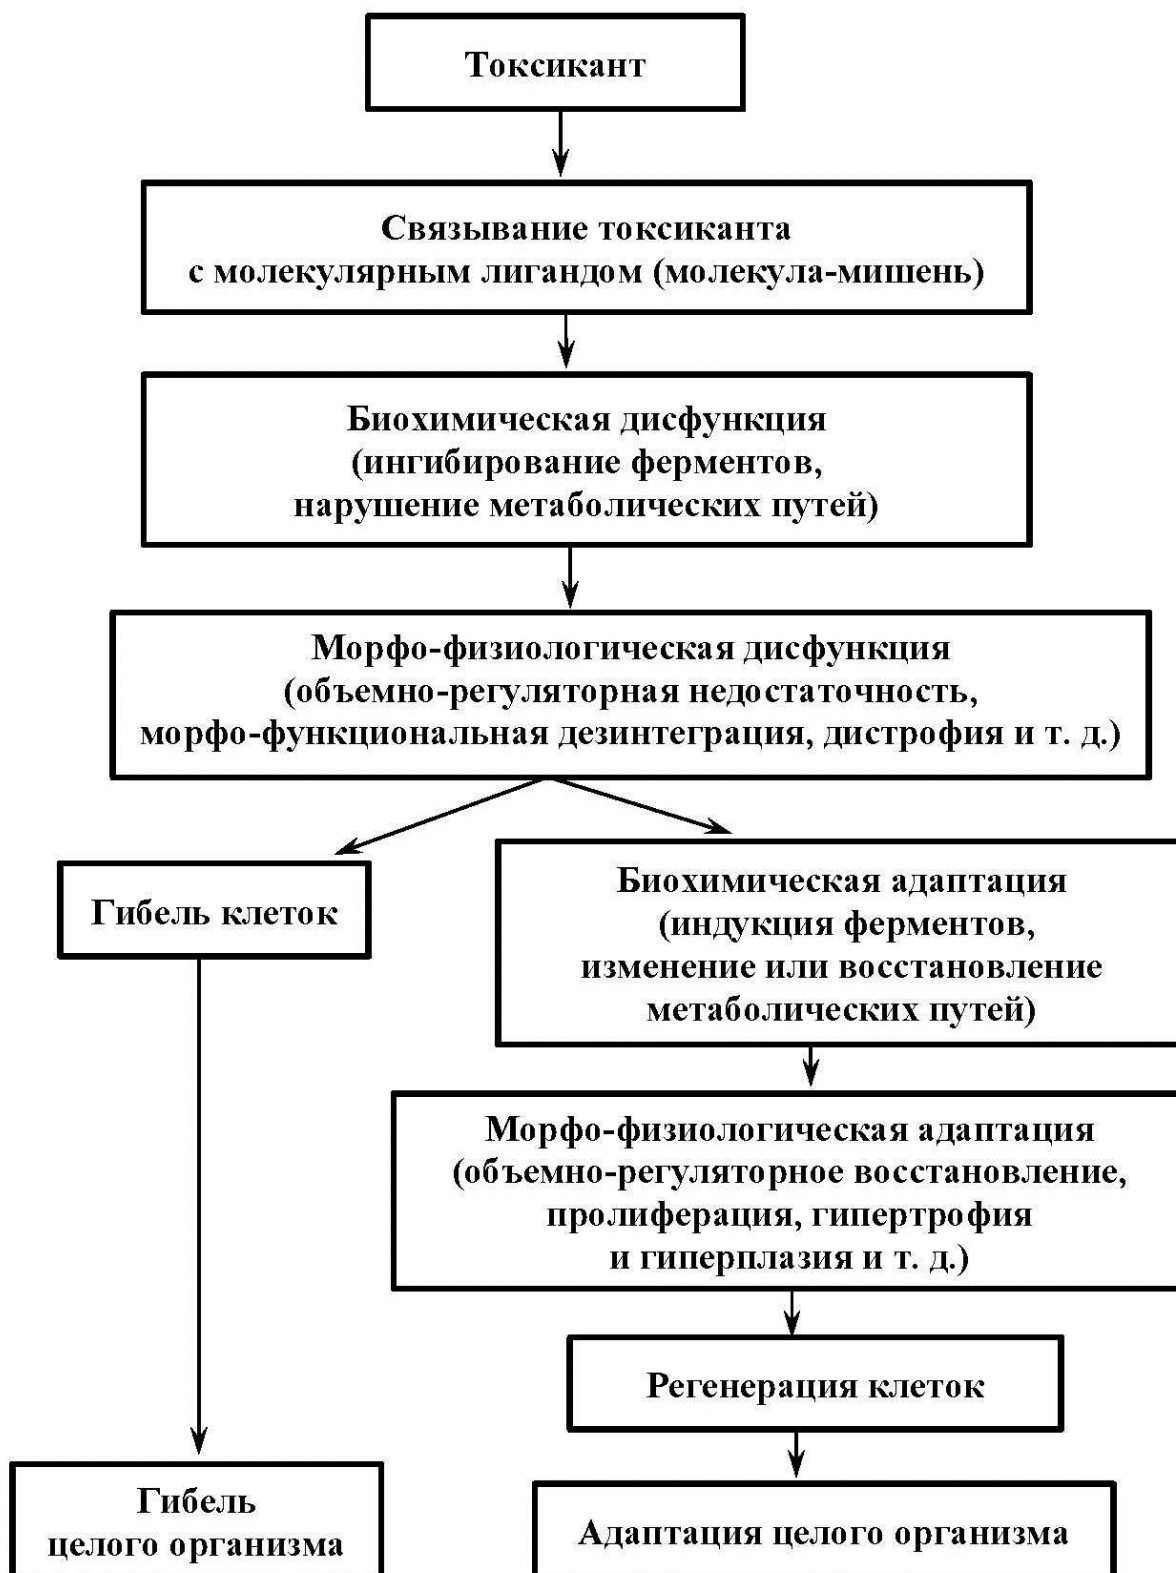 Токсикант
Связывание токсиканта
с молекулярным лигандом (молекула-мишень)
Биохимическая дисфункция
(ингибирование ферментов,
нарушение метаболических путей)
Морфо-физиологическая дисфункция
(объемно-регуляторная недостаточность,
морфо-функциональная дезинтеграция, дистрофия и т. д.)
Гибель клеток
Биохимическая адаптация
(индукция ферментов,
изменение или восстановление
метаболических путей)
Морфо-физиологическая адаптация
(объемно-регуляторное восстановление,
пролиферация, гипертрофия
и гиперплазия и т. д.)
Регенерация клеток
Гибель
целого организма
Адаптация целого организма